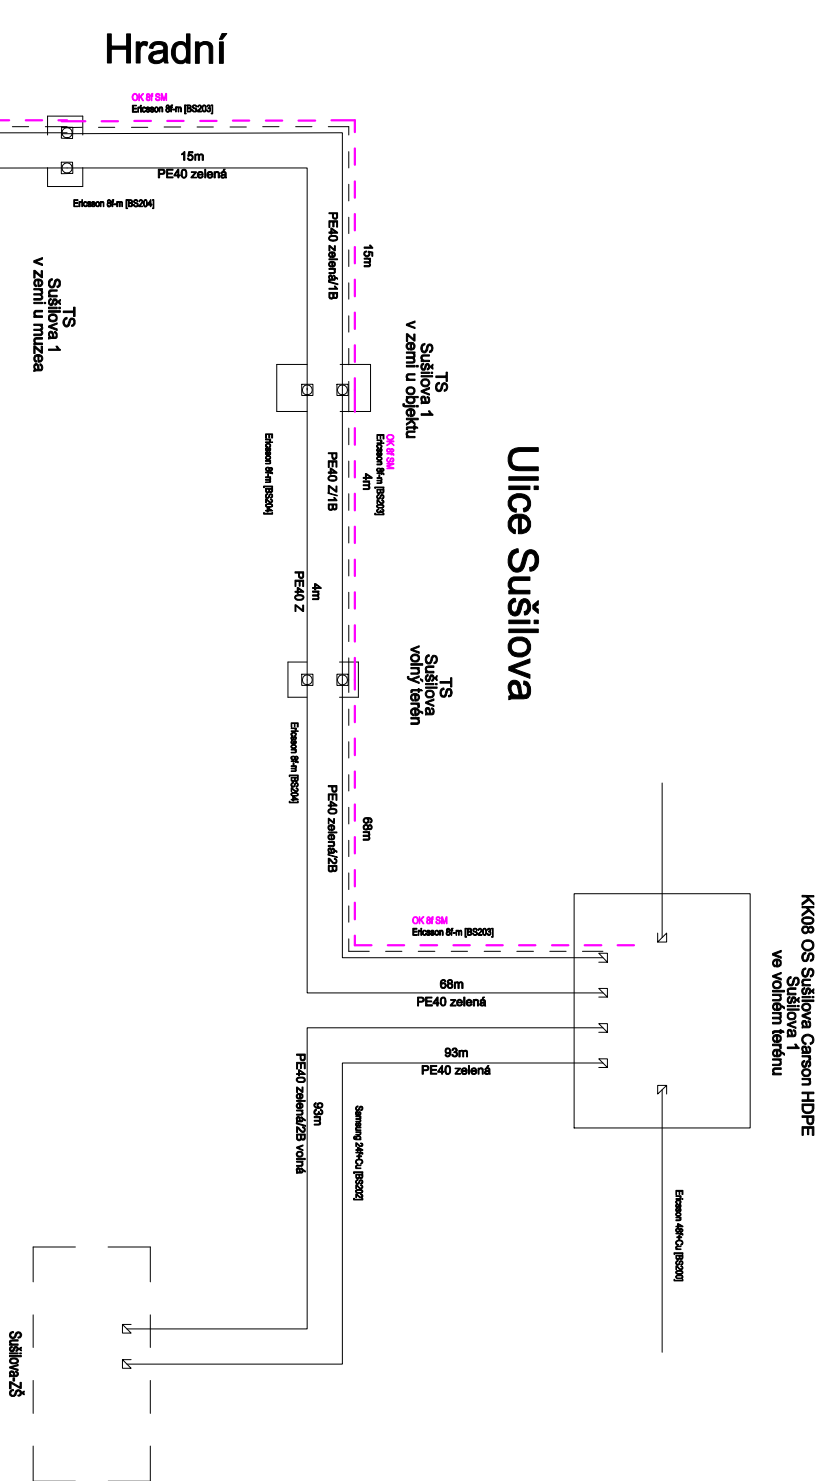 Hradní
OK 8f SM
Ericsson 8f-m [BS203]
15m
PE40 zelená
Ericsson 8f-m [BS204]
TS
Sušilova 1
v zemi u muzea
15m
PE40 zelená/1B
TS
Sušilova 1
v zemi u objektu
OK 8f SM
Ericsson 8f-m [BS203]
4m
PE40 Z/1B
Ericsson 8f-m [BS204]
Ulice Sušilova
4m
PE40 Z
TS
Sušilova
volný terén
Ericsson 8f-m [BS204]
68m
PE40 zelená/2B
OK 8f SM
Ericsson 8f-m [BS203]
KK08 OS Sušilova Carson HDPE
Sušilova 1
ve volném terénu
68m
PE40 zelená
93m
PE40 zelená
93m
PE40 zelená/2B volná
Samsung 24f+Cu [BS202]
Ericsson 48f+Cu [BS200]
Sušilova-ZŠ